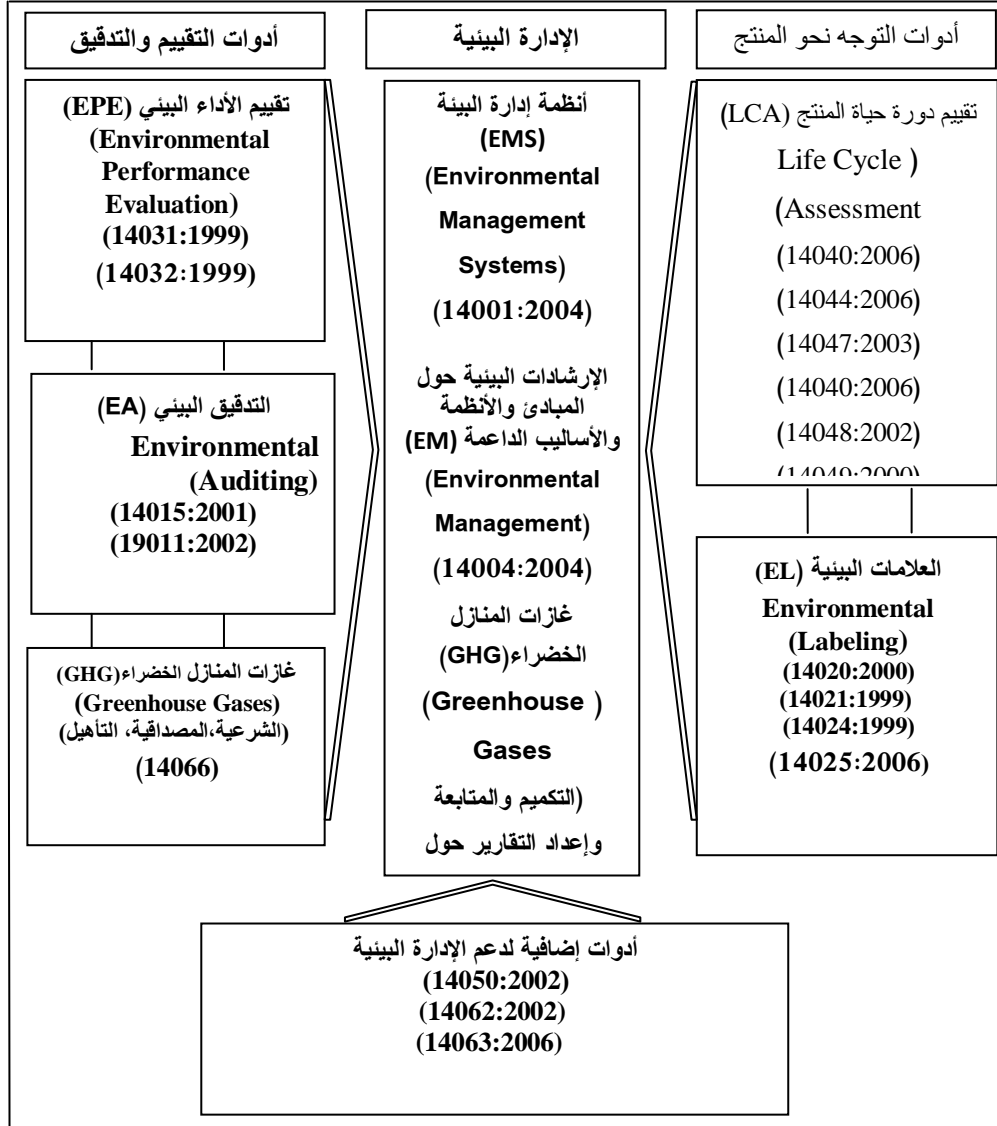 أدوات التوجه نحو المنتج
الإدارة البيئية
أدوات التقييم والتدقيق
تقييم دورة حياة المنتج (LCA)
Life Cycle )
(Assessment
(14040:2006)
(14044:2006)
(14047:2003)
(14040:2006)
(14048:2002)
(14049:2000)
العلامات البيئية (EL)
Environmental
(Labeling)
(14020:2000)
(14021:1999)
(14024:1999)
(14025:2006)
أنظمة إدارة البيئة
(EMS)
(Environmental
Management
Systems)
(14001:2004)
الإرشادات البيئية حول
المبادئ والأنظمة
والأساليب الداعمة (EM)
(Environmental
Management)
(14004:2004)
غازات المنازل
الخضراء(GHG)
(Greenhouse )
Gases
(التكميم والمتابعة
وإعداد التقارير حول
تقييم الأداء البيئي (EPE)
(Environmental
Performance
Evaluation)
(14031:1999)
(14032:1999)
التدقيق البيئي (EA)
Environmental
(Auditing)
(14015:2001)
(19011:2002)
غازات المنازل الخضراء(GHG)
(Greenhouse Gases)
(الشرعية،المصداقية، التأهيل)
(14066)
أدوات إضافية لدعم الإدارة البيئية
(14050:2002)
(14062:2002)
(14063:2006)